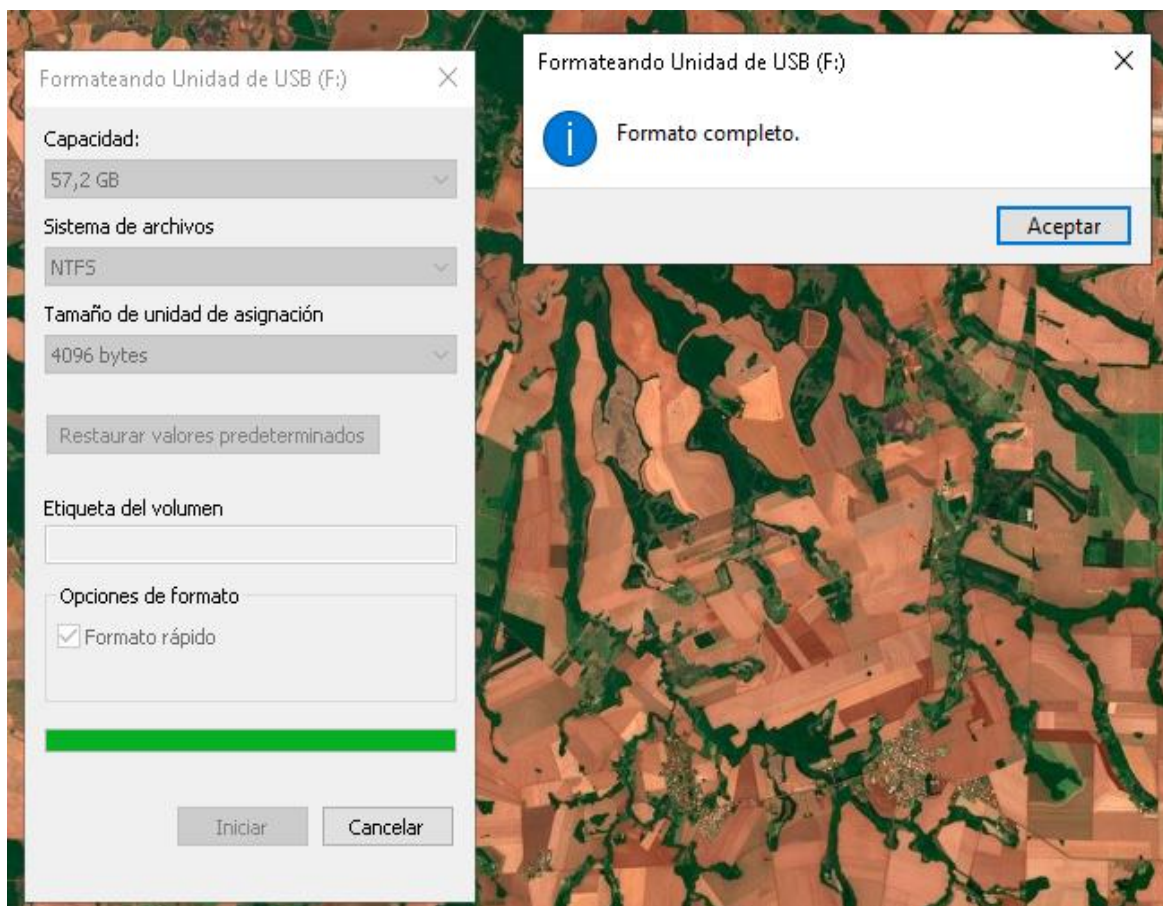 Formateando Unidad de USB (F:)
Capacidad:
57,2 GB
Sistema de archivos
NTFS
Tamaño de unidad de asignación
4096 bytes
Restaurar valores predeterminados
Etiqueta del volumen
Opciones de formato
Formato rápido
Iniciar
Cancelar
Formateando Unidad de USB (F:)
Formato completo.
Aceptar